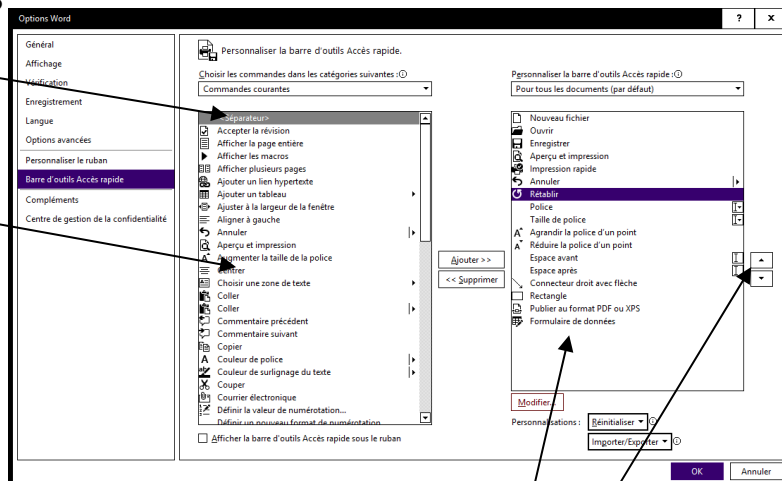 Options Word
?
x
Général
Affichage
Vérification
Enregistrement
Langue
Options avancées
Personnaliser le ruban
Barre d'outils Accès rapide
Compléments
Centre de gestion de la confidentialité
Personnaliser la barre d'outils Accès rapide.
Choisir les commandes dans les catégories suivantes :
Commandes courantes
<Séparateur>
Accepter la révision
Afficher la page entière
Afficher les macros
Afficher plusieurs pages
Ajouter un lien hypertexte
Ajouter un tableau
Ajuster à la largeur de la fenêtre
Aligner à gauche
Annuler
Aperçu et impression
Augmenter la taille de la police
Centrer
Choisir une zone de texte
Coller
Coller
Commentaire précédent
Commentaire suivant
Copier
Couleur de police
Couleur de surlignage du texte
Couper
Courrier électronique
Définir la valeur de numérotation...
Définir un nouveau format de numérotation
Afficher la barre d'outils Accès rapide sous le ruban
Ajouter >>
<< Supprimer
Personnaliser la barre d'outils Accès rapide :
Pour tous les documents (par défaut)
Nouveau fichier
Ouvrir
Enregistrer
Aperçu et impression
Impression rapide
Annuler
Rétablir
Police
Taille de police
Agrandir la police d'un point
Réduire la police d'un point
Espace avant
Espace après
Connecteur droit avec flèche
Rectangle
Publier au format PDF ou XPS
Formulaire de données
Modifier...
Personnalisations :
Réinitialiser
Importer/Exporter
OK
Annuler